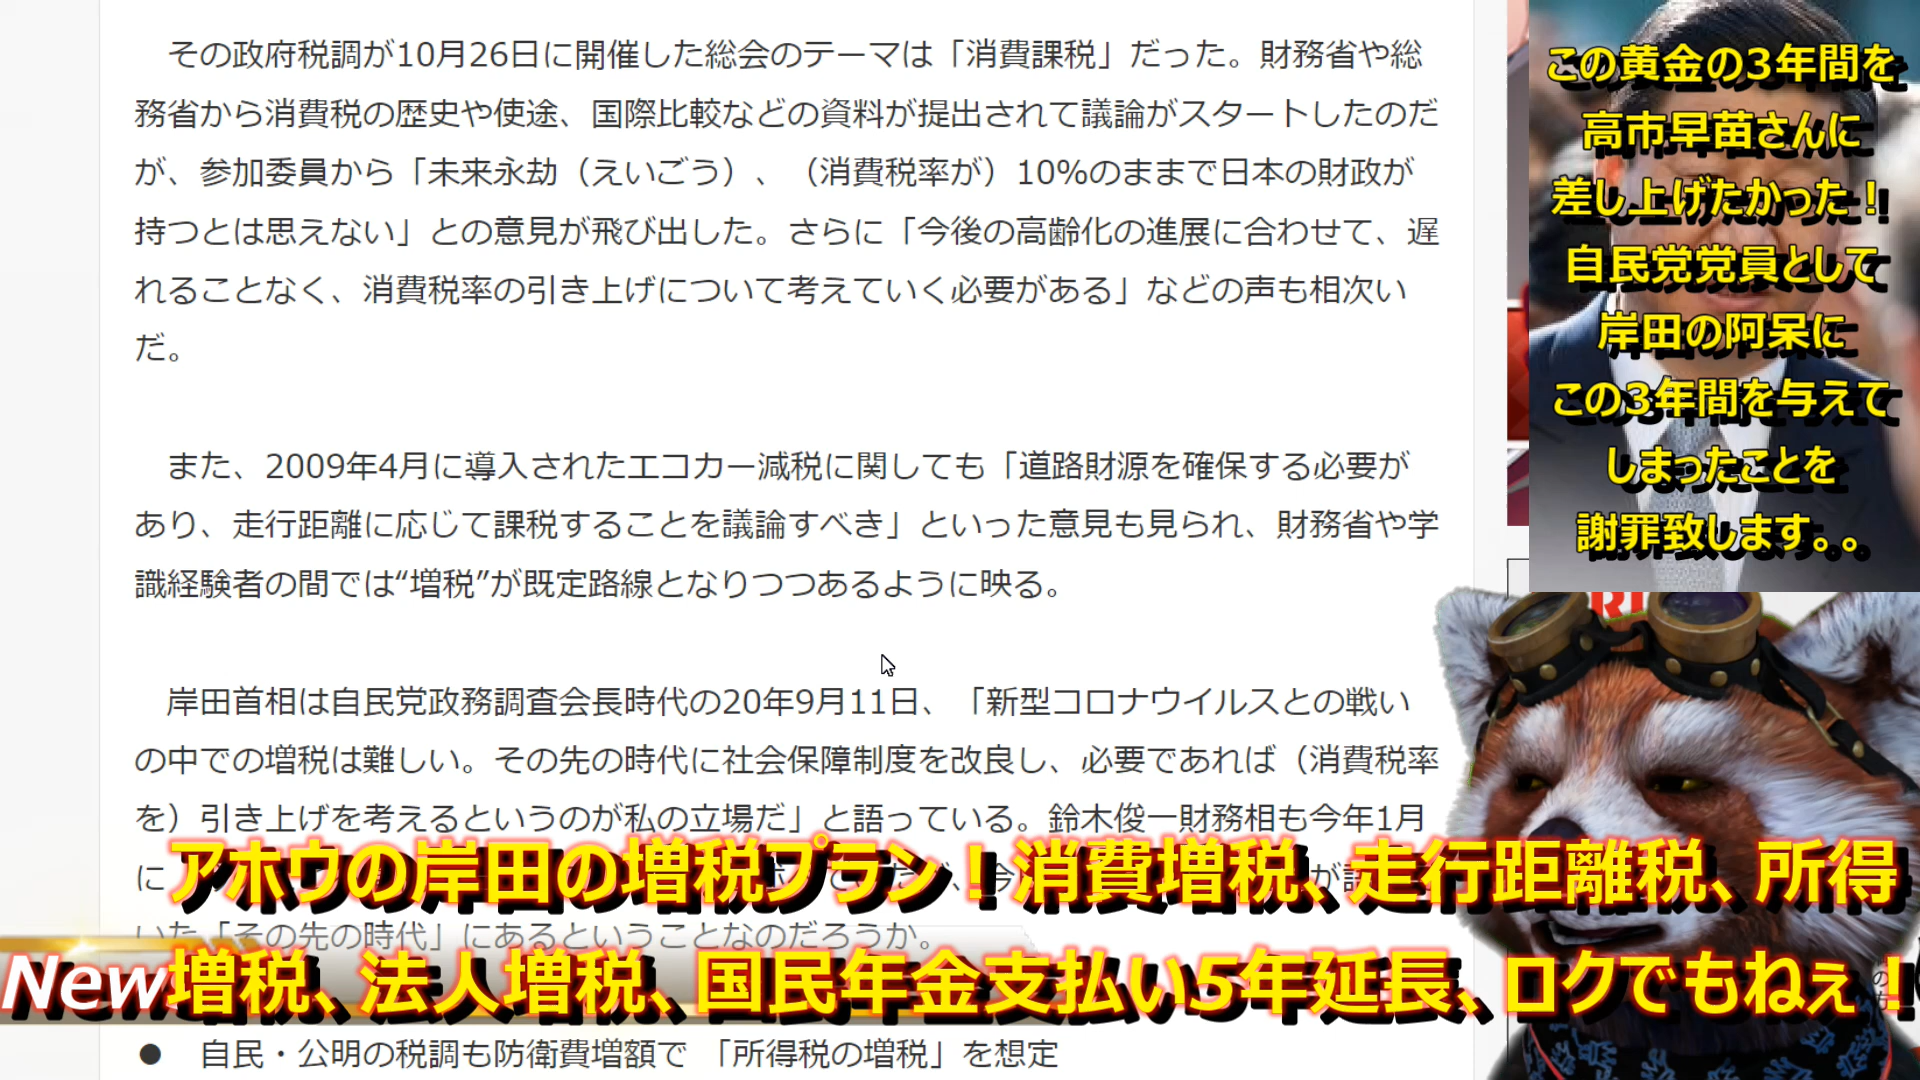 その政府税調が10月26日に開催した総会のテーマは「消費課税」だった。財務省や総
務省から消費税の歴史や使途、国際比較などの資料が提出されて議論がスタートしたのだ
が、参加委員から「未来永劫（えいごう）、（消費税率が）10%のままで日本の財政が
持つとは思えない」との意見が飛び出した。さらに「今後の高齢化の進展に合わせて、遅
れることなく、消費税率の引き上げについて考えていく必要がある」などの声も相次い
だ。
また、2009年4月に導入されたエコカー減税に関しても「道路財源を確保する必要が
あり、走行距離に応じて課税することを議論すべき」といった意見も見られ、財務省や学
識経験者の間では“増税”が既定路線となりつつあるように映る。
岸田首相は自民党政務調査会長時代の20年9月11日、「新型コロナウイルスとの戦い
の中での増税は難しい。その先の時代に社会保障制度を改良し、必要であれば（消費税率
を）引き上げを考えるというのが私の立場だ」と語っている。鈴木俊一財務相も今年1月
に
いた「その先の時代」にあるということなのだろうか。
● 自民・公明の税調も防衛費増額で 「所得税の増税」を想定
この黄金の3年間を
高市早苗さんに
差し上げたかった！
自民党党員として
岸田の阿呆に
この3年間を与えて
しまったことを
謝罪致します。。
アホウの岸田の増税プラン！消費増税、走行距離税、所得
New増税、法人増税、国民年金支払い5年延長、ロクでもねぇ！